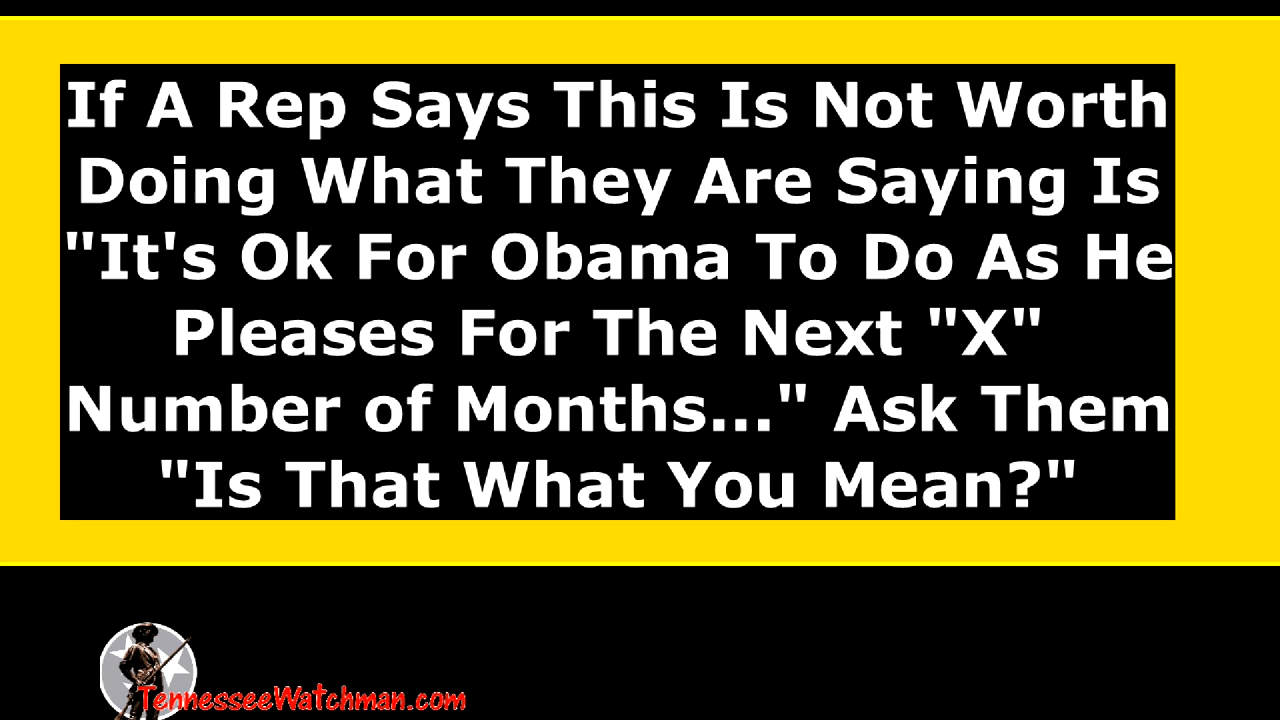 If A Rep Says This Is Not Worth
Doing What They Are Saying Is
"It's Ok For Obama To Do As He
Pleases For The Next "X"
Number of Months..." Ask Them
"Is That What You Mean?"
TennesseeWatchman.com